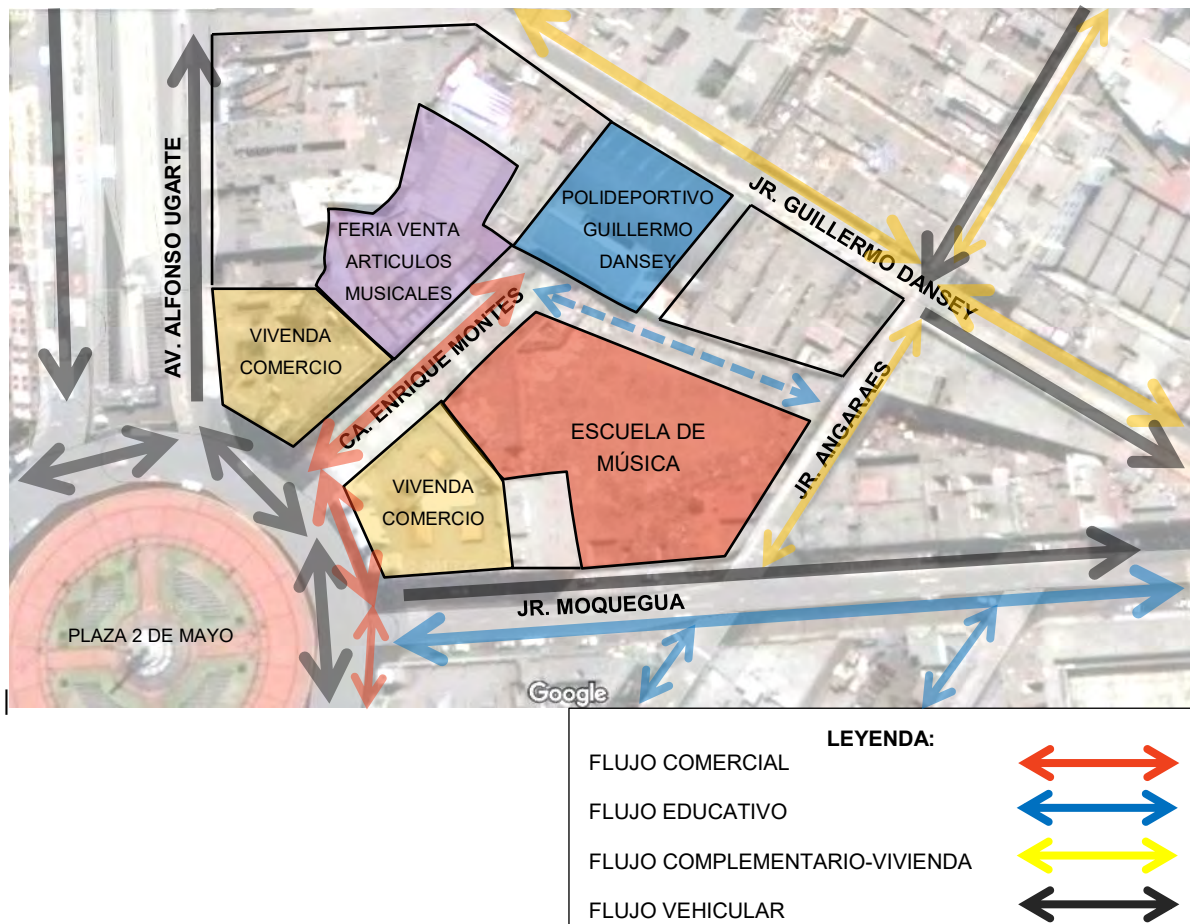 AV. ALFONSO UGARTE
JR. GUILLERMO DANSEY
POLIDEPORTIVO
GUILLERMO
DANSEY
FERIA VENTA
ARTICULOS
MUSICALES
VIVENDA
COMERCIO
CA. ENRIQUE MONTES
ESCUELA DE
MÚSICA
JR. ANGARAES
VIVENDA
COMERCIO
JR. MOQUEGUA
PLAZA 2 DE MAYO
Google
LEYENDA:
FLUJO COMERCIAL
FLUJO EDUCATIVO
FLUJO COMPLEMENTARIO-VIVIENDA
FLUJO VEHICULAR